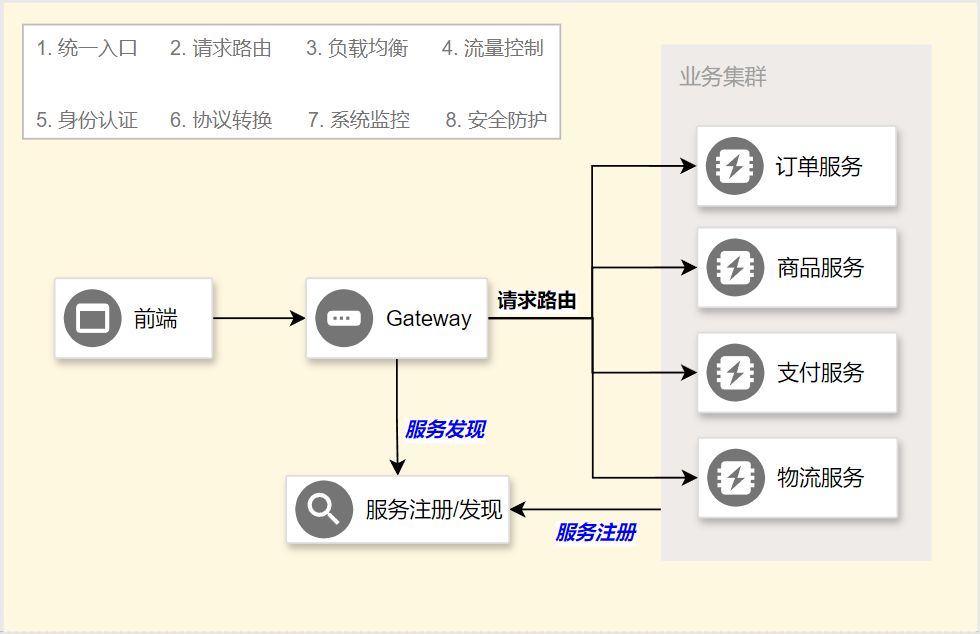 1. 统一入口 2. 请求路由 3. 负载均衡 4. 流量控制
5. 身份认证 6. 协议转换 7. 系统监控 8. 安全防护
业务集群
订单服务
商品服务
请求路由
前端
Gateway
支付服务
服务发现
物流服务
服务注册/发现
服务注册